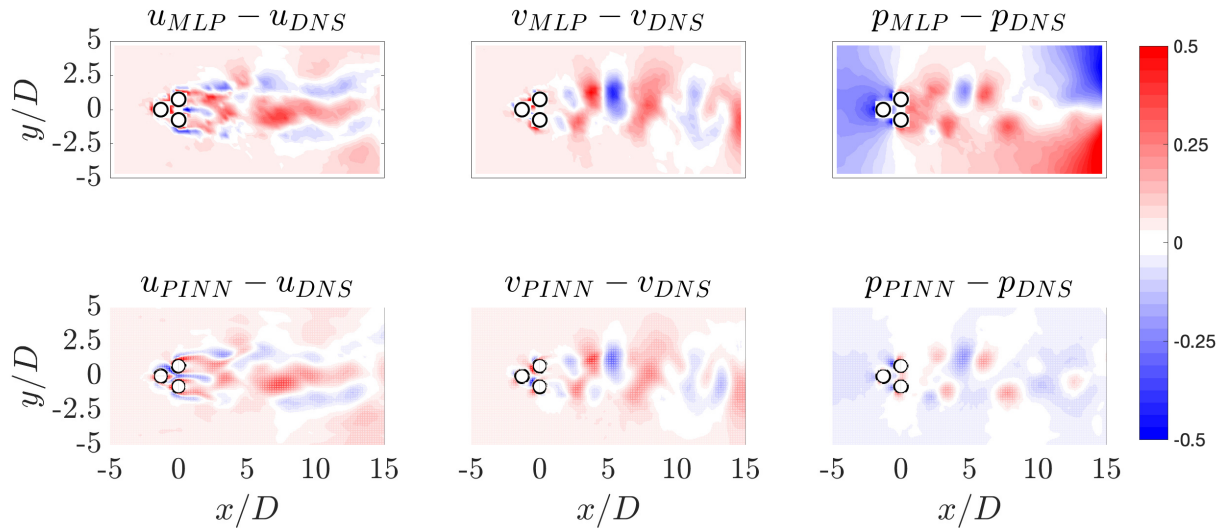 u_{MLP} − u_{DNS}
v_{MLP} − v_{DNS}
p_{MLP} − p_{DNS}
5
2.5
0
-2.5
-5
y/D
0.5
0.25
0
-0.25
-0.5
u_{PINN} − u_{DNS}
v_{PINN} − v_{DNS}
p_{PINN} − p_{DNS}
5
2.5
0
-2.5
-5
y/D
-5 0 5 10 15
-5 0 5 10 15
-5 0 5 10 15
x/D
x/D
x/D